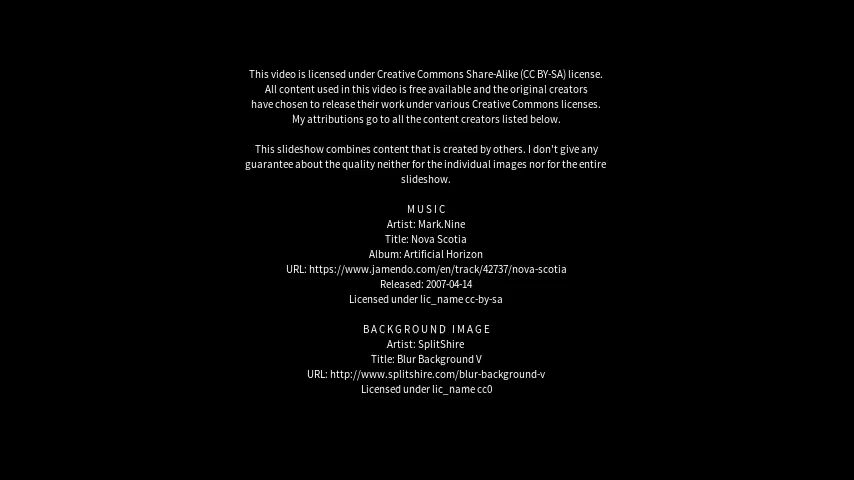 This video is licensed under Creative Commons Share-Alike (CC BY-SA) license.
All content used in this video is free available and the original creators
have chosen to release their work under various Creative Commons licenses.
My attributions go to all the content creators listed below.
This slideshow combines content that is created by others. I don't give any
guarantee about the quality neither for the individual images nor for the entire
slideshow.
MUSIC
Artist: Mark.Nine
Title: Nova Scotia
Album: Artificial Horizon
URL: https://www.jamendo.com/en/track/42737/nova-scotia
Released: 2007-04-14
Licensed under lic_name cc-by-sa
BACKGROUND IMAGE
Artist: SplitShire
Title: Blur Background V
URL: http://www.splitshire.com/blur-background-v
Licensed under lic_name cc0